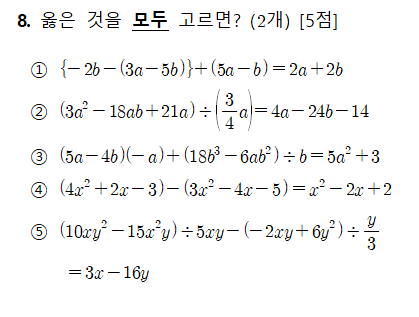 8. 옳은 것을 모두 고르면? (2개) [5점]
① {−2b−(3a−5b)}+(5a−b)=2a+2b
② (3a²−18ab+21a)÷(3/4 a)=4a−24b−14
③ (5a−4b)(−a)+(18b³−6ab²)÷b=5a²+3
④ (4x²+2x−3)−(3x²−4x−5)=x²−2x+2
⑤ (10xy²−15x²y)÷5xy−(−2xy+6y²)÷y/3
=3x−16y